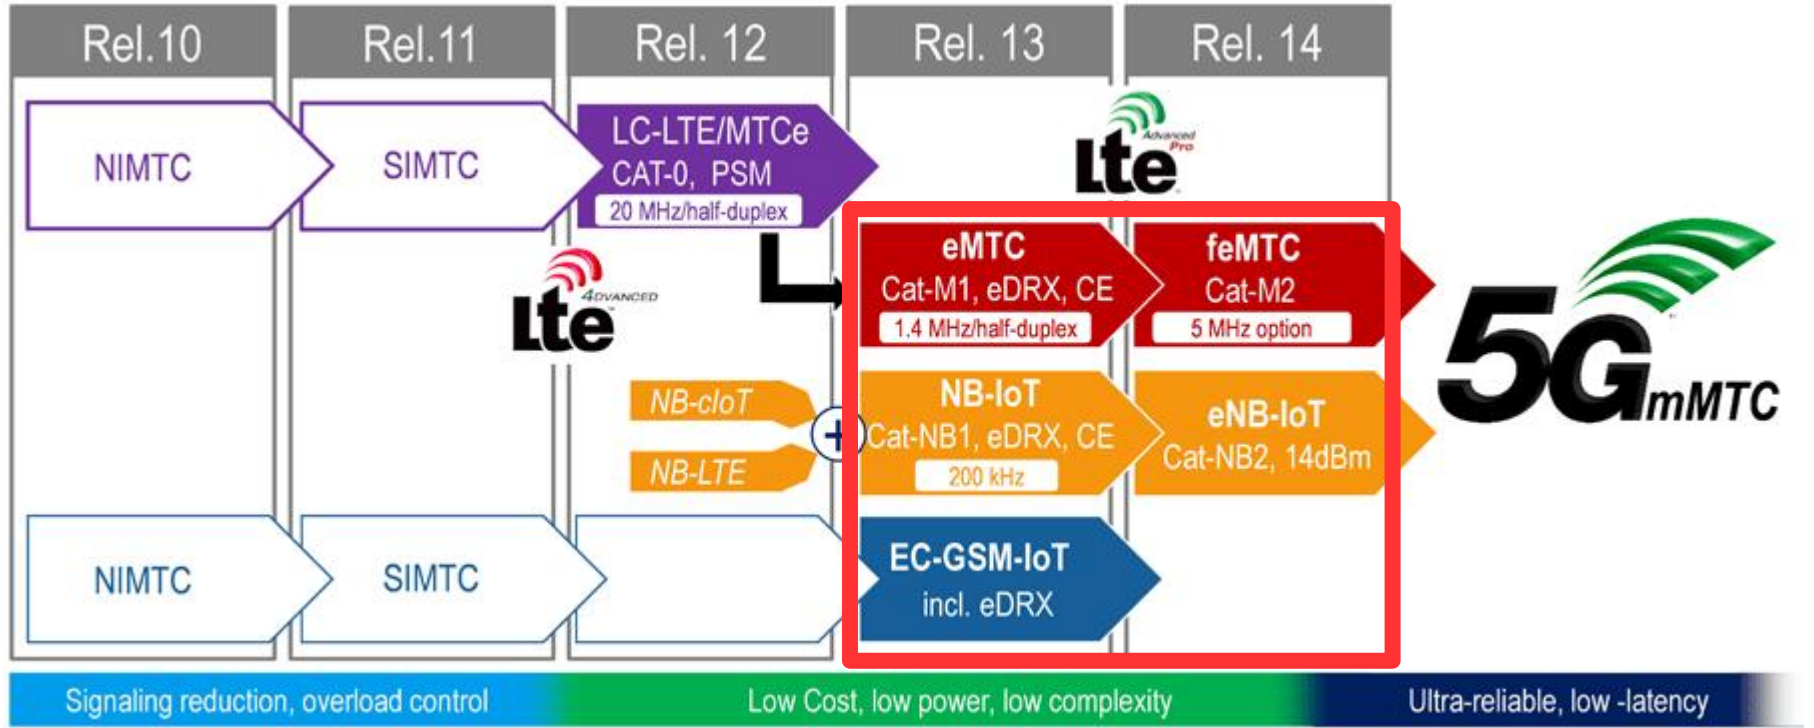 Rel.10
Rel.11
Rel. 12
Rel. 13
Rel. 14
NIMTC
SIMTC
LC-LTE/MTCe
CAT-0, PSM
20 MHz/half-duplex
Lte
Advanced
Pro
Lte
4DVANCED
eMTC
Cat-M1, eDRX, CE
1.4 MHz/half-duplex
feMTC
Cat-M2
5 MHz option
NB-cIoT
NB-LTE
+
NB-IoT
Cat-NB1, eDRX, CE
200 kHz
eNB-IoT
Cat-NB2, 14dBm
5G
mMTC
NIMTC
SIMTC
EC-GSM-IoT
incl. eDRX
Signaling reduction, overload control
Low Cost, low power, low complexity
Ultra-reliable, low -latency